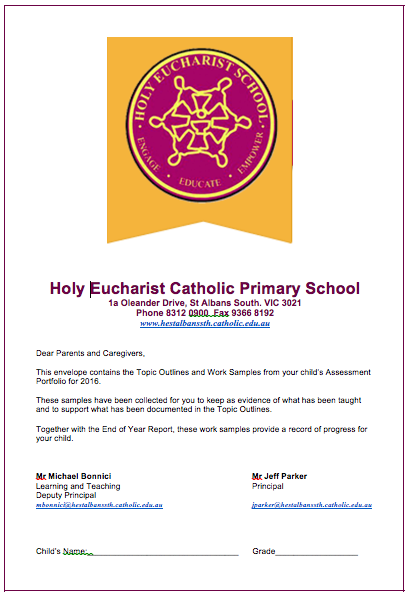 HOLY EUCHARIST SCHOOL
ENGAGE · EDUCATE · EMPOWER
Holy Eucharist Catholic Primary School
1a Oleander Drive, St Albans South. VIC 3021
Phone 8312 0900  Fax 9366 8192
www.hestalbanssth.catholic.edu.au
Dear Parents and Caregivers,
This envelope contains the Topic Outlines and Work Samples from your child's Assessment
Portfolio for 2016.
These samples have been collected for you to keep as evidence of what has been taught
and to support what has been documented in the Topic Outlines.
Together with the End of Year Report, these work samples provide a record of progress for
your child.
Mr Michael Bonnici
Learning and Teaching
Deputy Principal
mbonnici@hestalbanssth.catholic.edu.au
Mr Jeff Parker
Principal
jparker@hestalbanssth.catholic.edu.au
Child's Name:__________________________________ Grade__________________